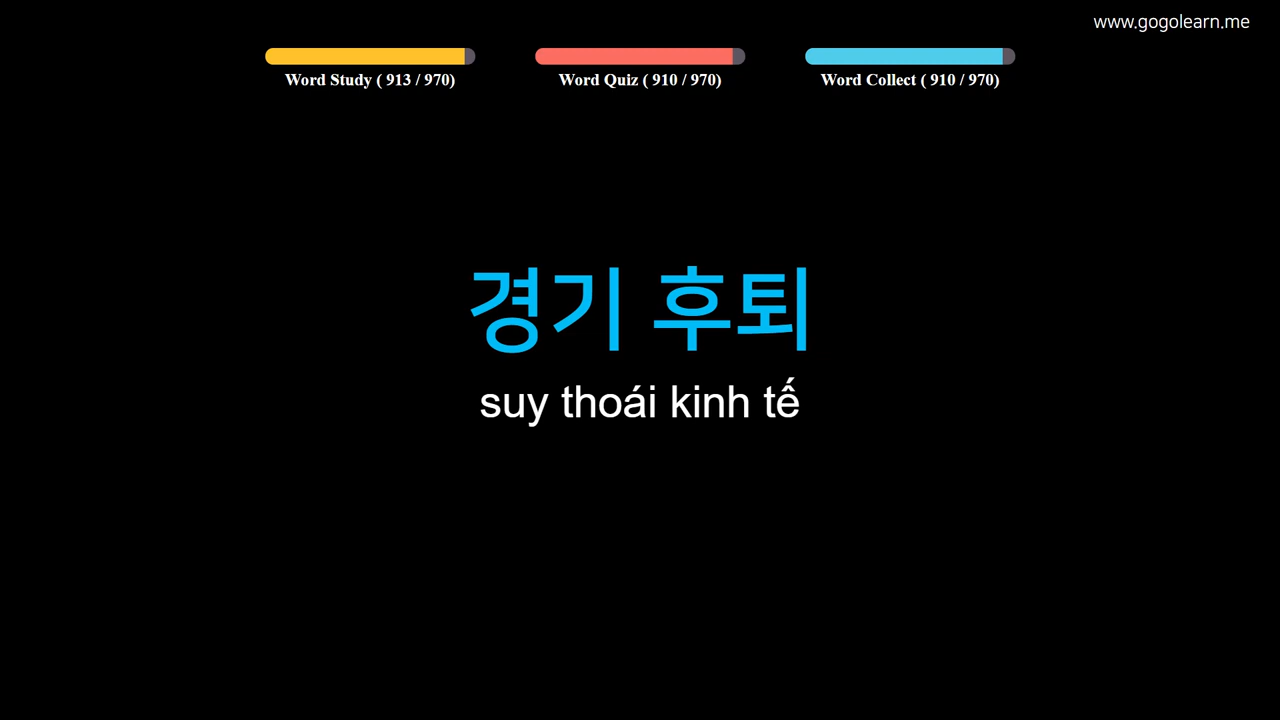 www.gogolearn.me
Word Study ( 913 / 970)
Word Quiz ( 910 / 970)
Word Collect ( 910 / 970)
경기 후퇴
suy thoái kinh tế